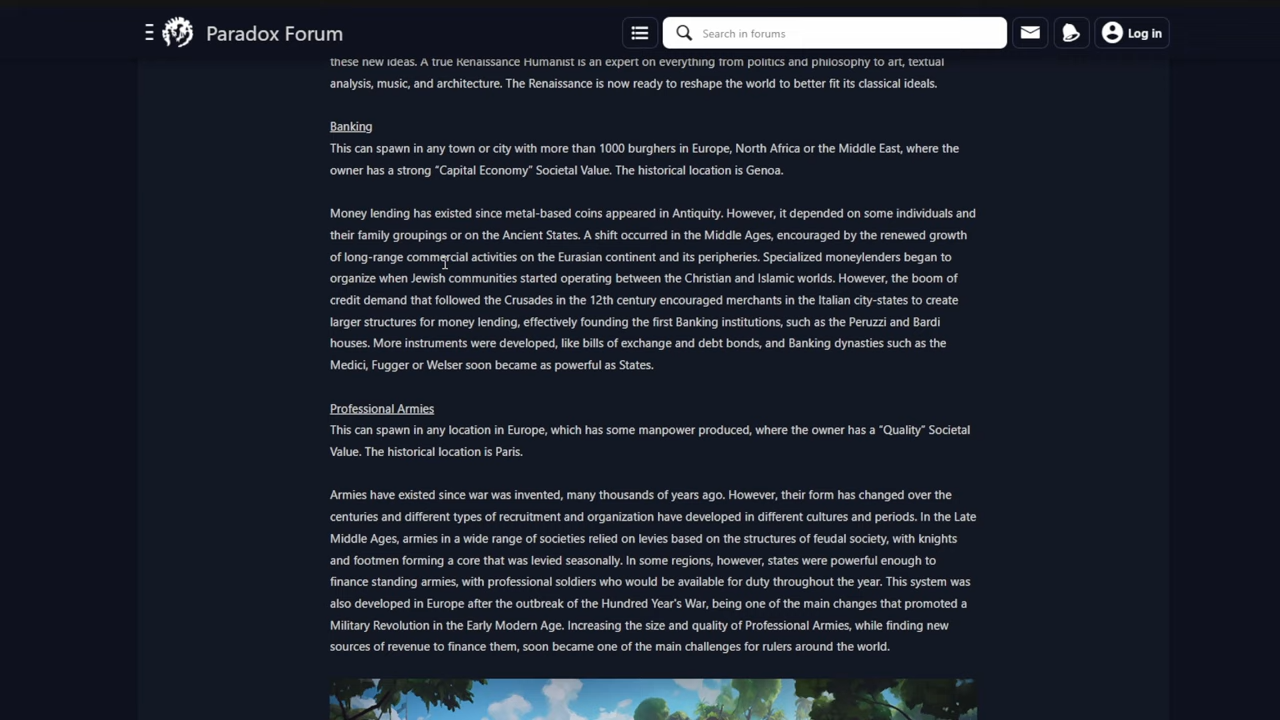 Paradox Forum
Search in forums
Log in
these new ideas. A true Renaissance Humanist is an expert on everything from politics and philosophy to art, textual
analysis, music, and architecture. The Renaissance is now ready to reshape the world to better fit its classical ideals.
Banking
This can spawn in any town or city with more than 1000 burghers in Europe, North Africa or the Middle East, where the
owner has a strong “Capital Economy” Societal Value. The historical location is Genoa.
Money lending has existed since metal-based coins appeared in Antiquity. However, it depended on some individuals and
their family groupings or on the Ancient States. A shift occurred in the Middle Ages, encouraged by the renewed growth
of long-range commercial activities on the Eurasian continent and its peripheries. Specialized moneylenders began to
organize when Jewish communities started operating between the Christian and Islamic worlds. However, the boom of
credit demand that followed the Crusades in the 12th century encouraged merchants in the Italian city-states to create
larger structures for money lending, effectively founding the first Banking institutions, such as the Peruzzi and Bardi
houses. More instruments were developed, like bills of exchange and debt bonds, and Banking dynasties such as the
Medici, Fugger or Welser soon became as powerful as States.
Professional Armies
This can spawn in any location in Europe, which has some manpower produced, where the owner has a “Quality” Societal
Value. The historical location is Paris.
Armies have existed since war was invented, many thousands of years ago. However, their form has changed over the
centuries and different types of recruitment and organization have developed in different cultures and periods. In the Late
Middle Ages, armies in a wide range of societies relied on levies based on the structures of feudal society, with knights
and footmen forming a core that was levied seasonally. In some regions, however, states were powerful enough to
finance standing armies, with professional soldiers who would be available for duty throughout the year. This system was
also developed in Europe after the outbreak of the Hundred Year's War, being one of the main changes that promoted a
Military Revolution in the Early Modern Age. Increasing the size and quality of Professional Armies, while finding new
sources of revenue to finance them, soon became one of the main challenges for rulers around the world.